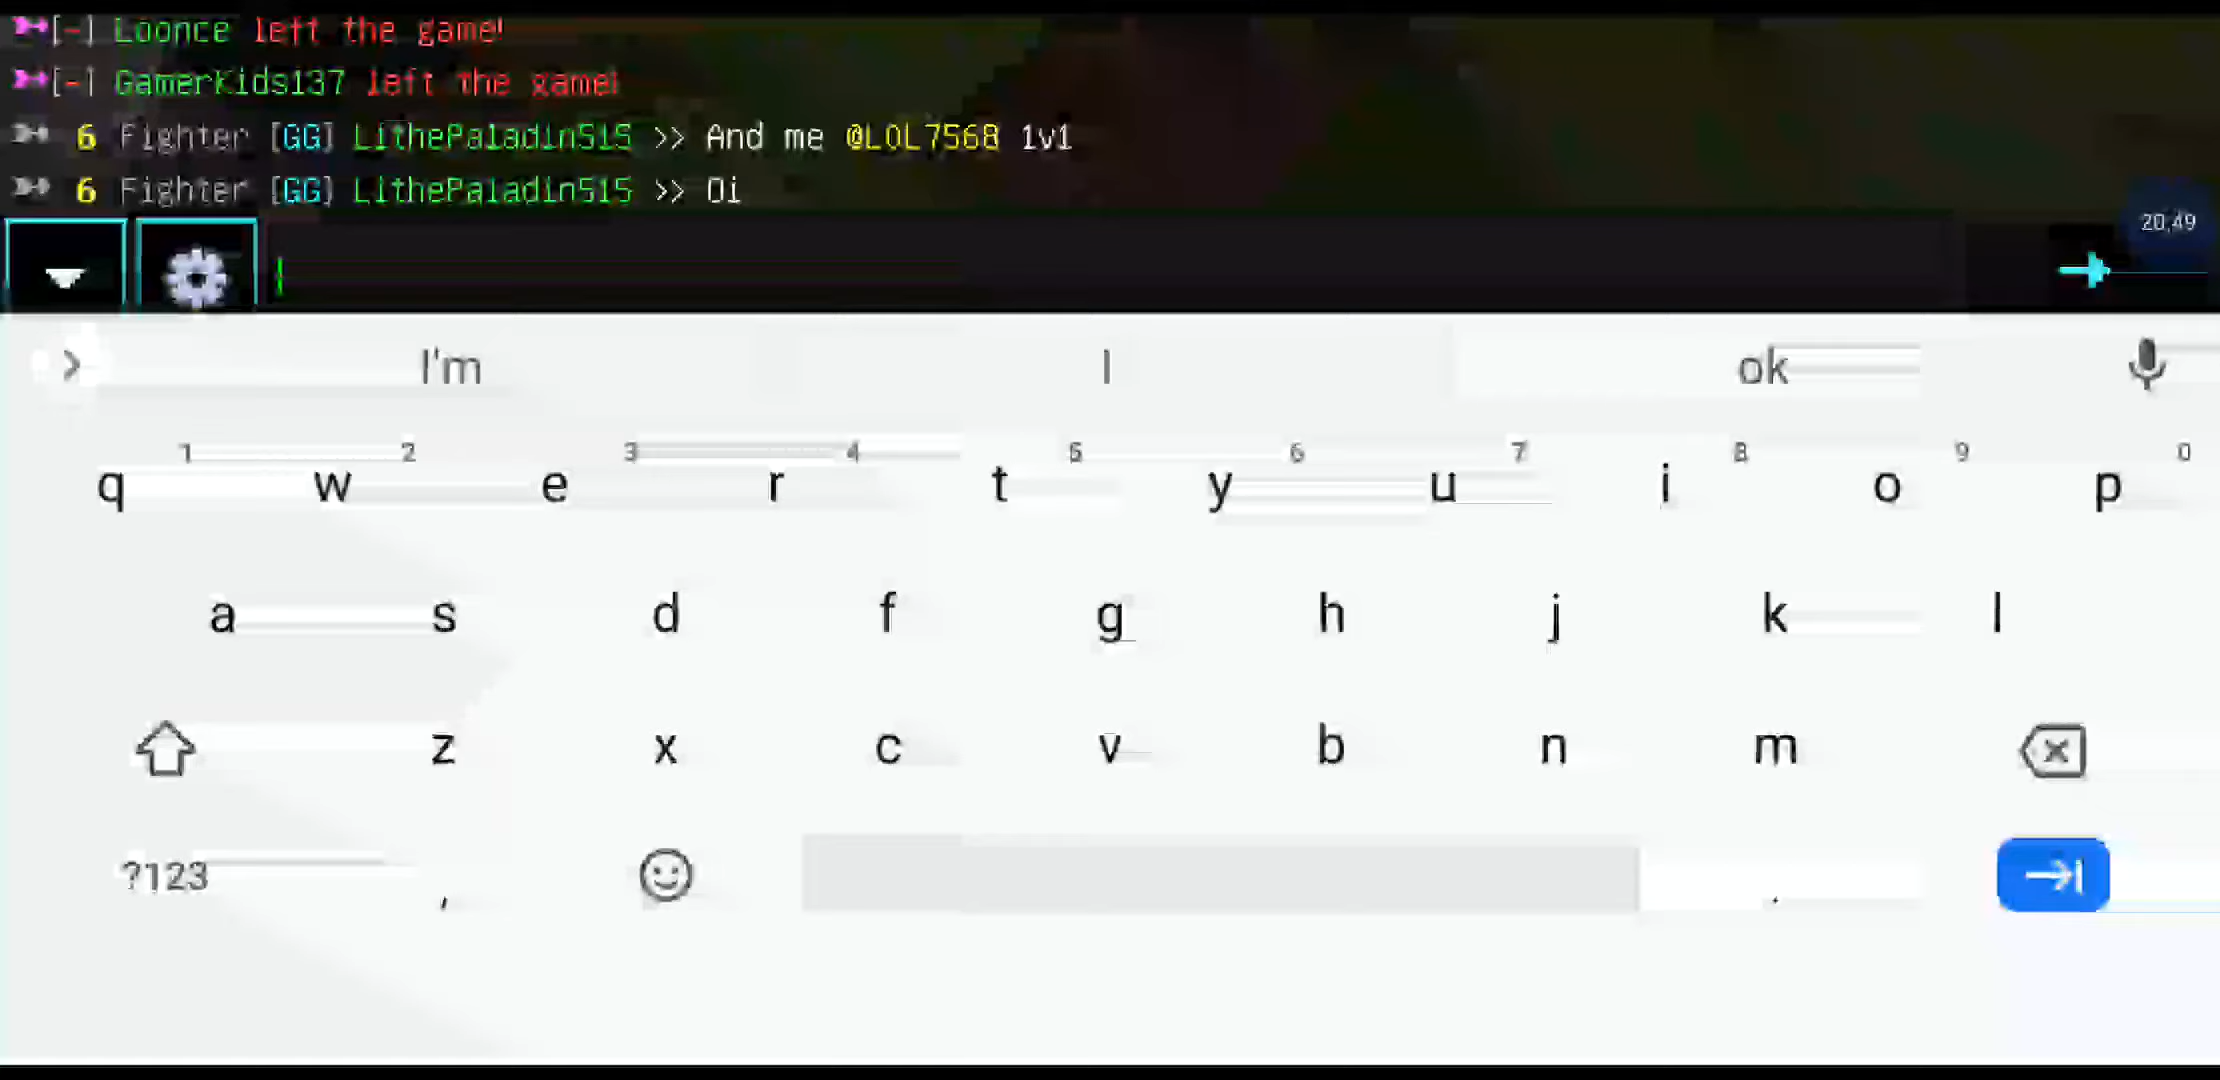 [-] Loonce left the game!
[-] GamerKids137 left the game!
6 Fighter [GG] LithePaladin515 >> And me @LOL7568 1v1
6 Fighter [GG] LithePaladin515 >> Oi
20,49
I'm I ok
1 2 3 4 5 6 7 8 9 0
q w e r t y u i o p
a s d f g h j k l
z x c v b n m
?123 , .